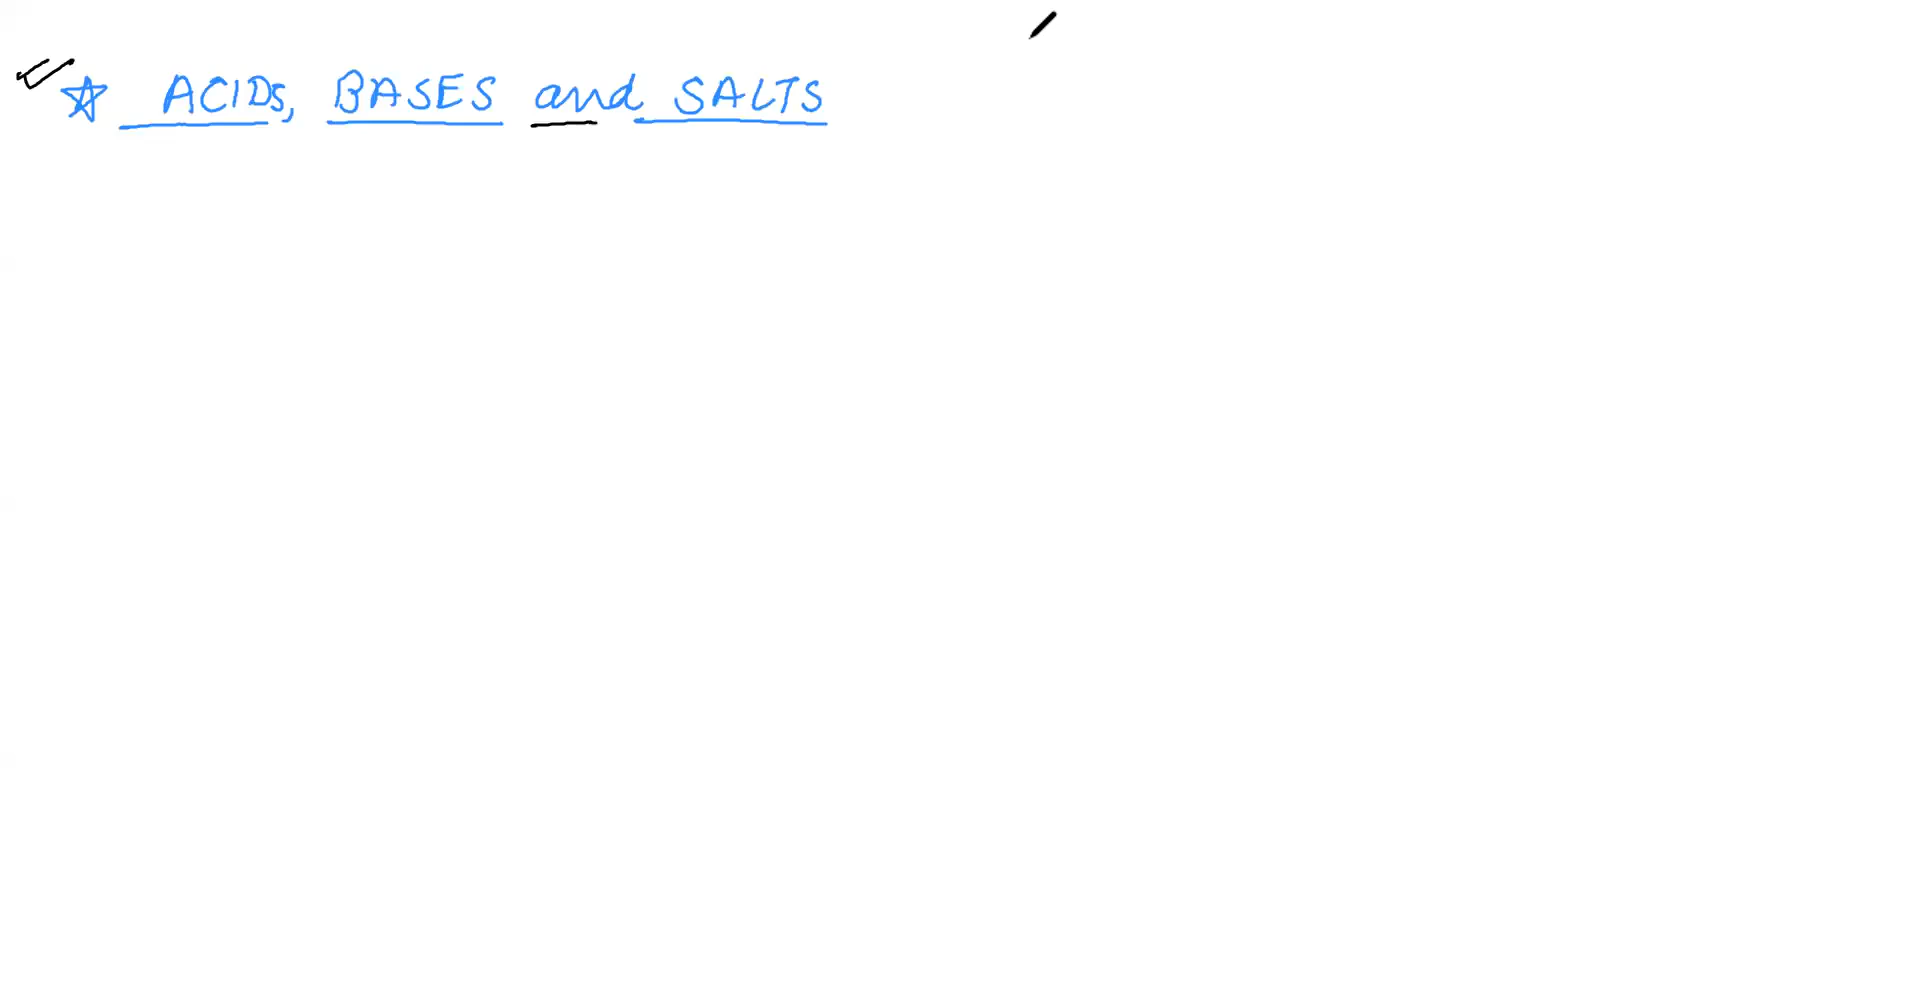 ☆ ACIDs, BASES and SALTS